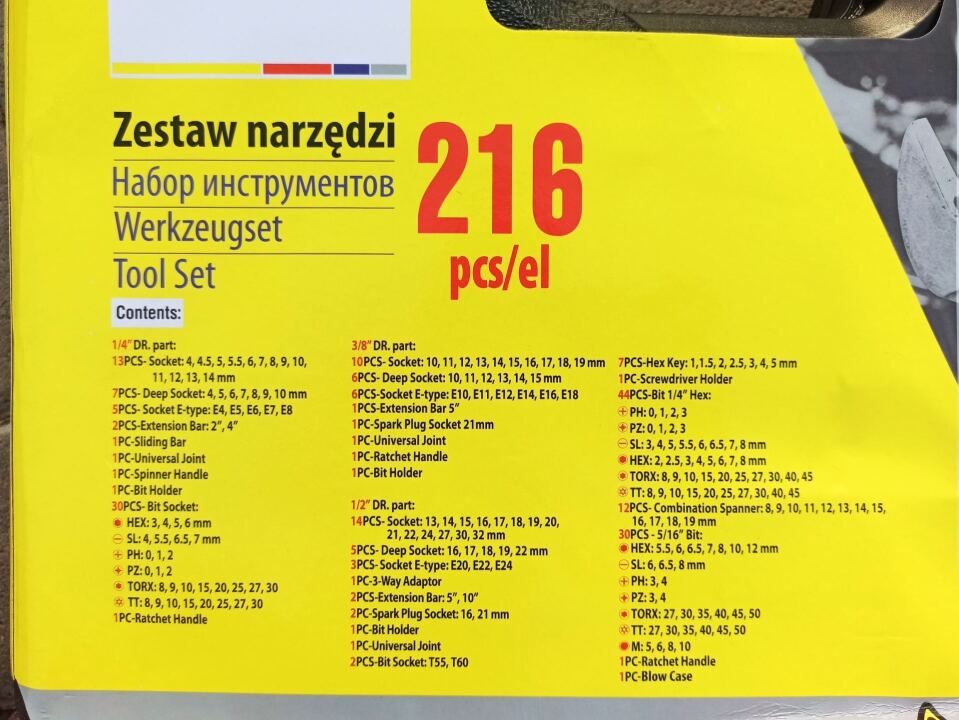 Zestaw narzędzi
Набор инструментов
Werkzeugset
Tool Set
216
pcs/el
Contents:
1/4" DR. part:
13PCS- Socket: 4, 4.5, 5, 5.5, 6, 7, 8, 9, 10,
11, 12, 13, 14 mm
7PCS- Deep Socket: 4, 5, 6, 7, 8, 9, 10 mm
5PCS- Socket E-type: E4, E5, E6, E7, E8
2PCS-Extension Bar: 2", 4"
1PC-Sliding Bar
1PC-Universal Joint
1PC-Spinner Handle
1PC-Bit Holder
30PCS- Bit Socket:
HEX: 3, 4, 5, 6 mm
SL: 4, 5.5, 6.5, 7 mm
PH: 0, 1, 2
PZ: 0, 1, 2
TORX: 8, 9, 10, 15, 20, 25, 27, 30
TT: 8, 9, 10, 15, 20, 25, 27, 30
1PC-Ratchet Handle
3/8" DR. part:
10PCS- Socket: 10, 11, 12, 13, 14, 15, 16, 17, 18, 19 mm
6PCS- Deep Socket: 10, 11, 12, 13, 14, 15 mm
6PCS-Socket E-type: E10, E11, E12, E14, E16, E18
1PCS-Extension Bar 5"
1PC-Spark Plug Socket 21mm
1PC-Universal Joint
1PC-Ratchet Handle
1PC-Bit Holder
1/2" DR. part:
14PCS- Socket: 13, 14, 15, 16, 17, 18, 19, 20,
21, 22, 24, 27, 30, 32 mm
5PCS- Deep Socket: 16, 17, 18, 19, 22 mm
3PCS-Socket E-type: E20, E22, E24
1PC-3-Way Adaptor
2PCS-Extension Bar: 5", 10"
2PC-Spark Plug Socket: 16, 21 mm
1PC-Bit Holder
1PC-Universal Joint
2PCS-Bit Socket: T55, T60
7PCS-Hex Key: 1,1.5, 2, 2.5, 3, 4, 5 mm
1PC-Screwdriver Holder
44PCS-Bit 1/4" Hex:
PH: 0, 1, 2, 3
PZ: 0, 1, 2, 3
SL: 3, 4, 5, 5.5, 6, 6.5, 7, 8 mm
HEX: 2, 2.5, 3, 4, 5, 6, 7, 8 mm
TORX: 8, 9, 10, 15, 20, 25, 27, 30, 40, 45
TT: 8, 9, 10, 15, 20, 25, 27, 30, 40, 45
12PCS- Combination Spanner: 8, 9, 10, 11, 12, 13, 14, 15,
16, 17, 18, 19 mm
30PCS - 5/16" Bit:
HEX: 5.5, 6, 6.5, 7, 8, 10, 12 mm
SL: 6, 6.5, 8 mm
PH: 3, 4
PZ: 3, 4
TORX: 27, 30, 35, 40, 45, 50
TT: 27, 30, 35, 40, 45, 50
M: 5, 6, 8, 10
1PC-Ratchet Handle
1PC-Blow Case